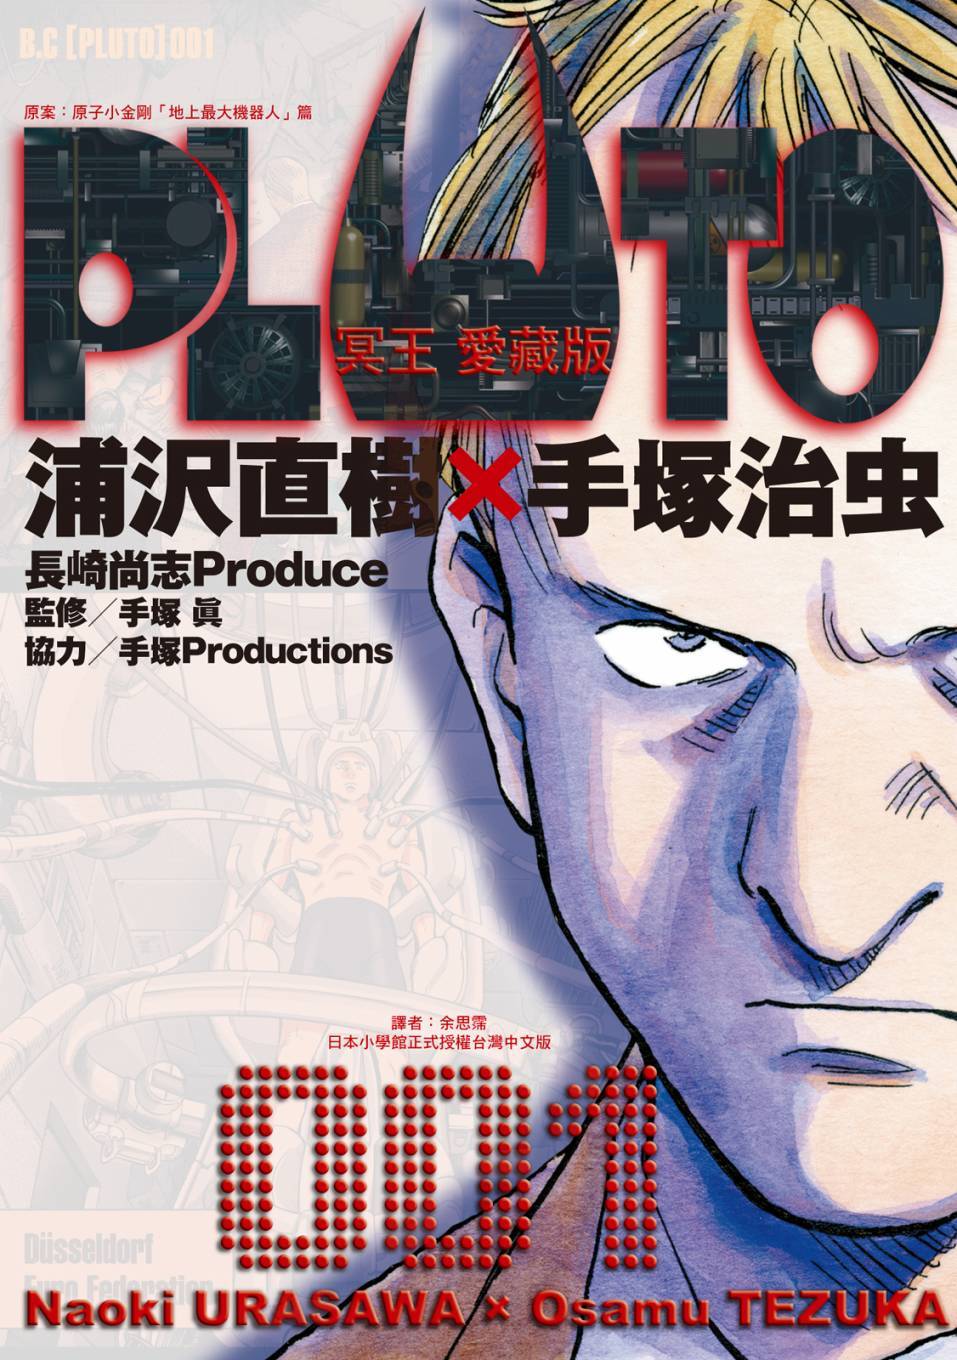 B.C [PLUTO] 001
原案：原子小金剛「地上最大機器人」篇
PLUTO
冥王 愛藏版
浦沢直樹×手塚治虫
長崎尚志Produce
監修／手塚 眞
協力／手塚Productions
譯者：余思霈
日本小學館正式授權台灣中文版
001
Düsseldorf
Euro Federation
Naoki URASAWA × Osamu TEZUKA